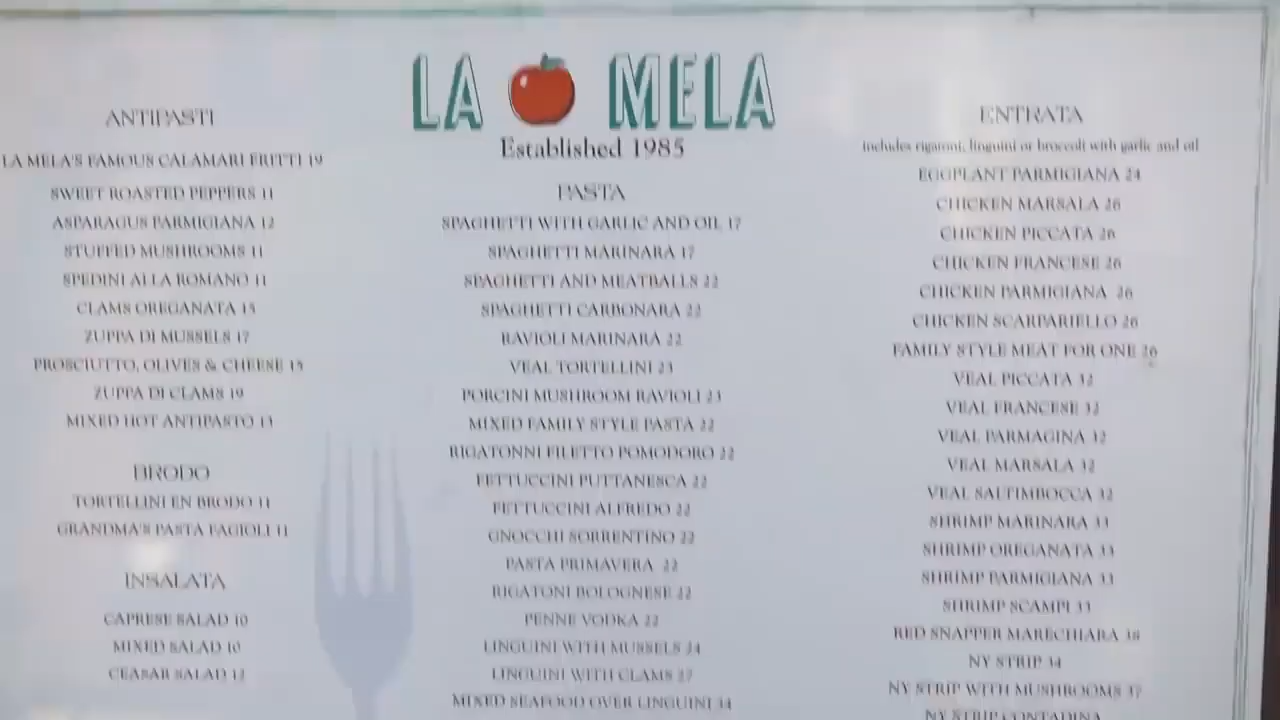 LA MELA
Established 1985
ANTIPASTI
LA MELA'S FAMOUS CALAMARI FRITTI 19
SWEET ROASTED PEPPERS 11
ASPARAGUS PARMIGIANA 12
STUFFED MUSHROOMS 11
SPEDINI ALLA ROMANO 11
CLAMS OREGANATA 15
ZUPPA DI MUSSELS 17
PROSCIUTTO, OLIVES & CHEESE 15
ZUPPA DI CLAMS 19
MIXED HOT ANTIPASTO 13
BRODO
TORTELLINI EN BRODO 11
GRANDMA'S PASTA FAGIOLI 11
INSALATA
CAPRESE SALAD 10
MIXED SALAD 10
CEASAR SALAD 12
PASTA
SPAGHETTI WITH GARLIC AND OIL 17
SPAGHETTI MARINARA 17
SPAGHETTI AND MEATBALLS 22
SPAGHETTI CARBONARA 22
RAVIOLI MARINARA 22
VEAL TORTELLINI 23
PORCINI MUSHROOM RAVIOLI 23
MIXED FAMILY STYLE PASTA 22
RIGATONNI FILETTO POMODORO 22
FETTUCCINI PUTTANESCA 22
FETTUCCINI ALFREDO 22
GNOCCHI SORRENTINO 22
PASTA PRIMAVERA 22
RIGATONI BOLOGNESE 22
PENNE VODKA 22
LINGUINI WITH MUSSELS 24
LINGUINI WITH CLAMS 27
MIXED SEAFOOD OVER LINGUINI 34
ENTRATA
includes rigatoni, linguini or broccoli with garlic and oil
EGGPLANT PARMIGIANA 24
CHICKEN MARSALA 26
CHICKEN PICCATA 26
CHICKEN FRANCESE 26
CHICKEN PARMIGIANA 26
CHICKEN SCARPARIELLO 26
FAMILY STYLE MEAT FOR ONE 26
VEAL PICCATA 32
VEAL FRANCESE 32
VEAL PARMAGINA 32
VEAL MARSALA 32
VEAL SALTIMBOCCA 32
SHRIMP MARINARA 33
SHRIMP OREGANATA 33
SHRIMP PARMIGIANA 33
SHRIMP SCAMPI 33
RED SNAPPER MARECHIARA 38
NY STRIP 34
NY STRIP WITH MUSHROOMS 37
NY STRIP CONTADINA